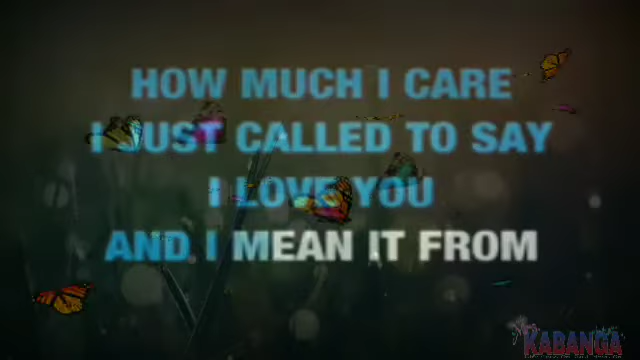 HOW MUCH I CARE
I JUST CALLED TO SAY
I LOVE YOU
AND I MEAN IT FROM
KARANGA